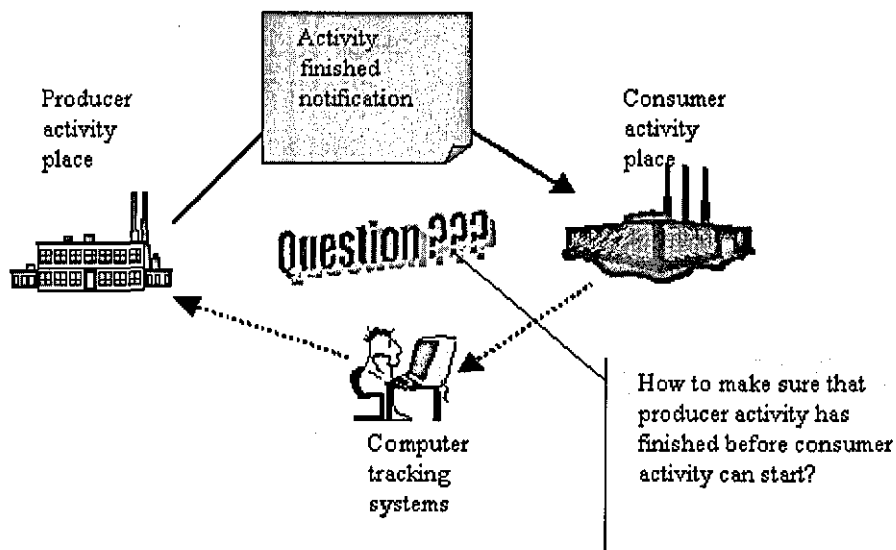 Activity
finished
notification
Producer
activity
place
Consumer
activity
place
Question ???
Computer
tracking
systems
How to make sure that
producer activity has
finished before consumer
activity can start?